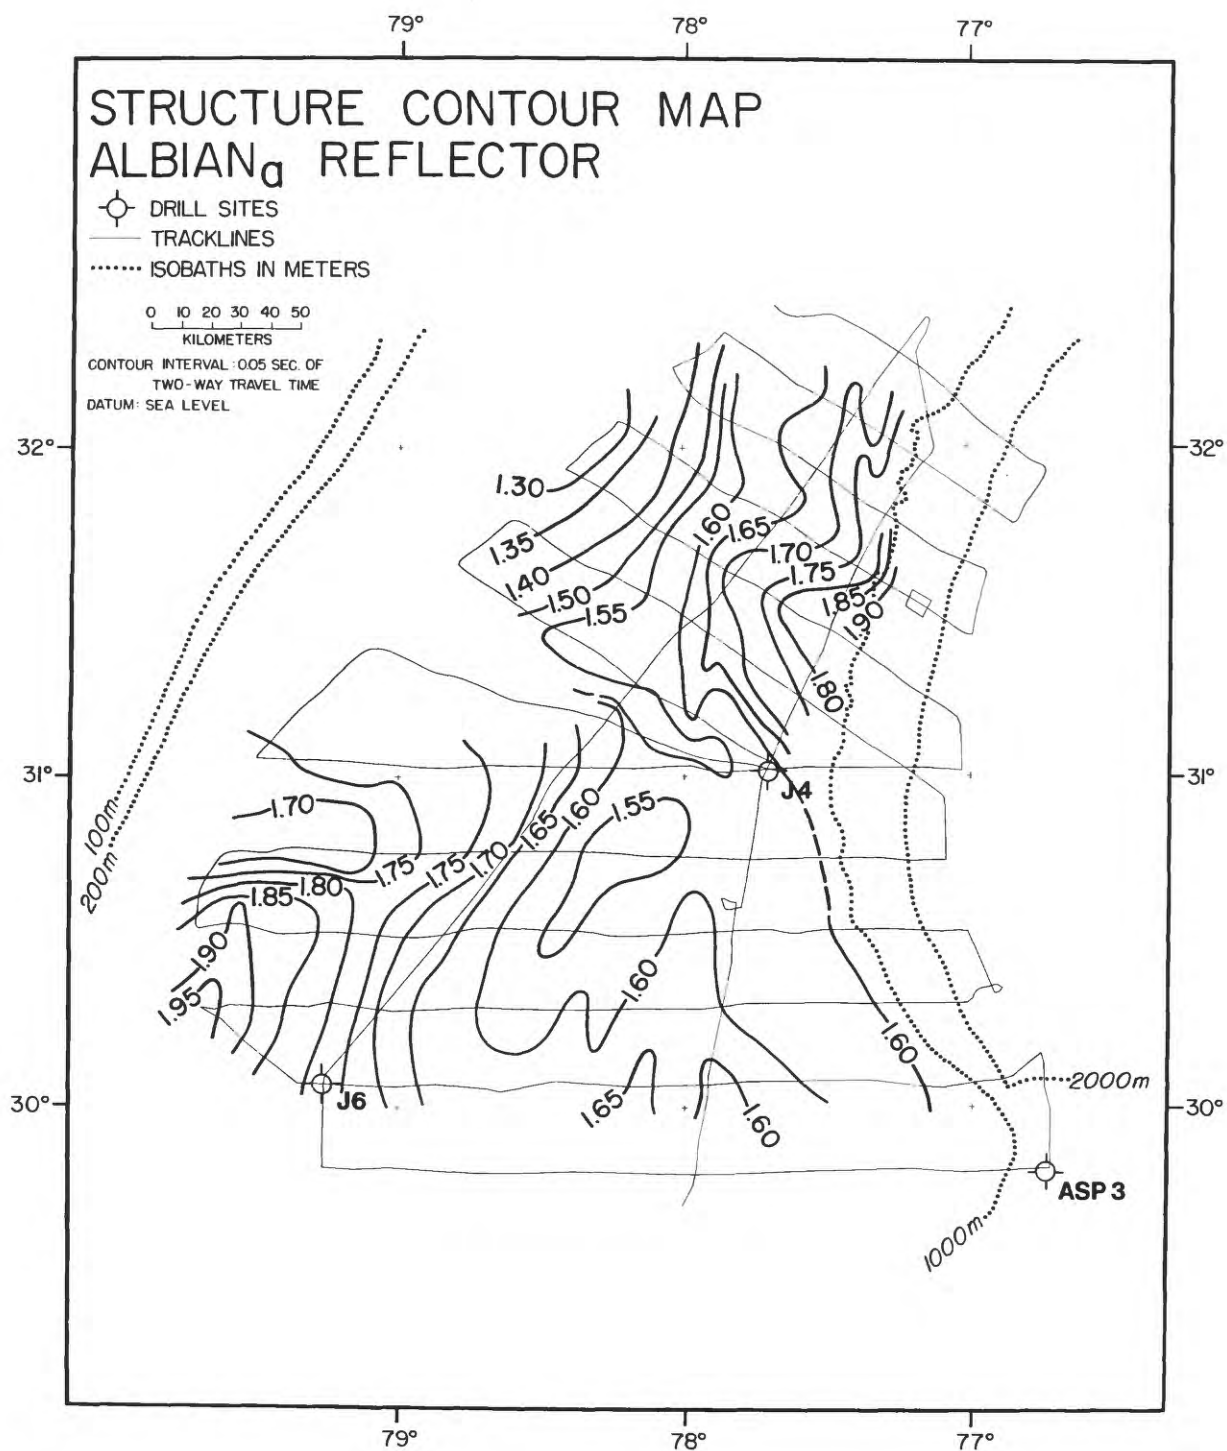 79°
78°
77°
STRUCTURE CONTOUR MAP
ALBIANa REFLECTOR
DRILL SITES
TRACKLINES
ISOBATHS IN METERS
0 10 20 30 40 50
KILOMETERS
CONTOUR INTERVAL : 0.05 SEC. OF
TWO-WAY TRAVEL TIME
DATUM: SEA LEVEL
32°
32°
1.30
1.35
1.40
1.50
1.55
1.60
1.65
1.70
1.75
1.85
1.90
1.80
31°
31°
J4
100m
200m
1.70
1.75
1.75
1.70
1.65
1.60
1.55
1.80
1.85
1.90
1.95
1.60
1.60
2000m
30°
30°
J6
1.65
1.60
ASP 3
1000m
79°
78°
77°